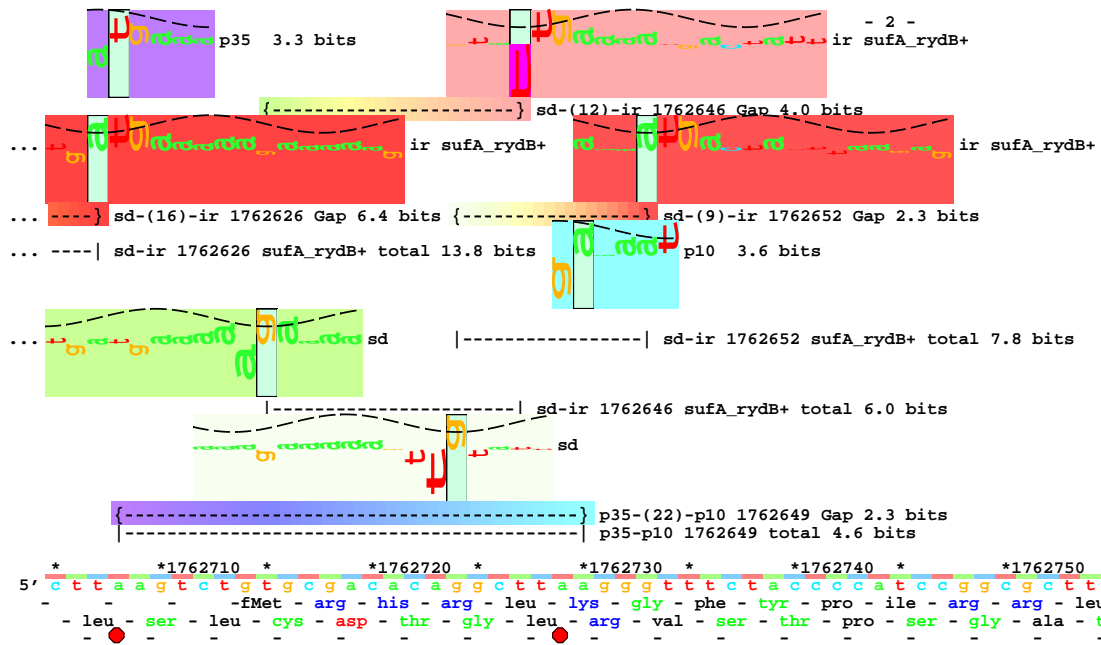 p35 3.3 bits
- 2 -
ir sufA_rydB+
{------------------} sd-(12)-ir 1762646 Gap 4.0 bits
... ir sufA_rydB+
ir sufA_rydB+
... ----} sd-(16)-ir 1762626 Gap 6.4 bits {---------------} sd-(9)-ir 1762652 Gap 2.3 bits
... ----| sd-ir 1762626 sufA_rydB+ total 13.8 bits
p10 3.6 bits
... sd
|---------------| sd-ir 1762652 sufA_rydB+ total 7.8 bits
|-------------------| sd-ir 1762646 sufA_rydB+ total 6.0 bits
sd
{------------------------------------} p35-(22)-p10 1762649 Gap 2.3 bits
|------------------------------------| p35-p10 1762649 total 4.6 bits
* *1762710 * *1762720 * *1762730 * *1762740 * *1762750
5' c t t a a g t c t g t g c g a c a c a g g c t t a a g g g t t t c t a c c c c a t c c g g c g c t t
- - - -fMet - arg - his - arg - leu - lys - gly - phe - tyr - pro - ile - arg - arg - leu
- leu - ser - leu - cys - asp - thr - gly - leu - arg - val - ser - thr - pro - ser - gly - ala - t
- - - - - - - - - - - - - - - -